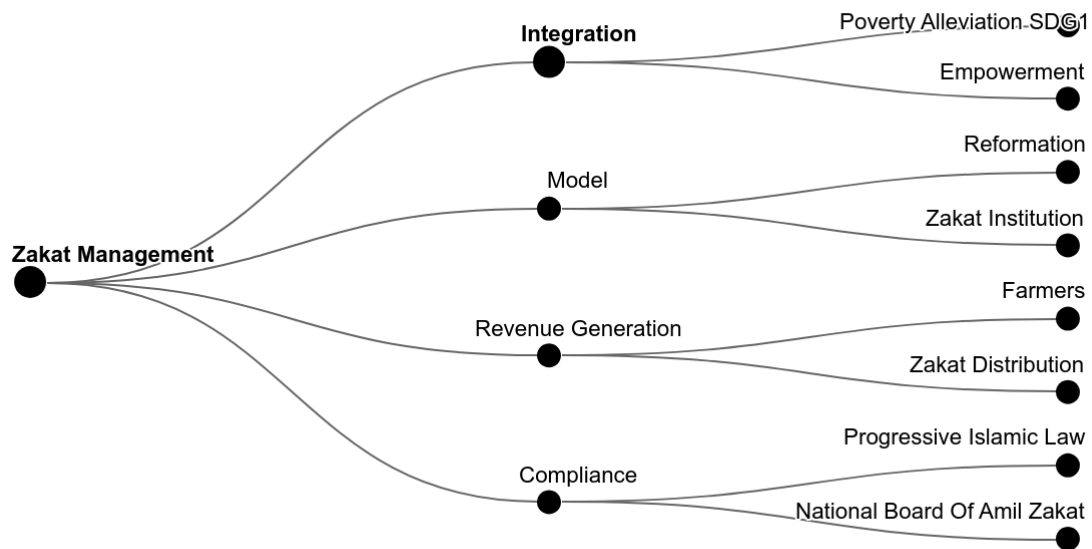 Integration
Poverty Alleviation SDG1
Empowerment
Model
Reformation
Zakat Institution
Zakat Management
Revenue Generation
Farmers
Zakat Distribution
Compliance
Progressive Islamic Law
National Board Of Amil Zakat